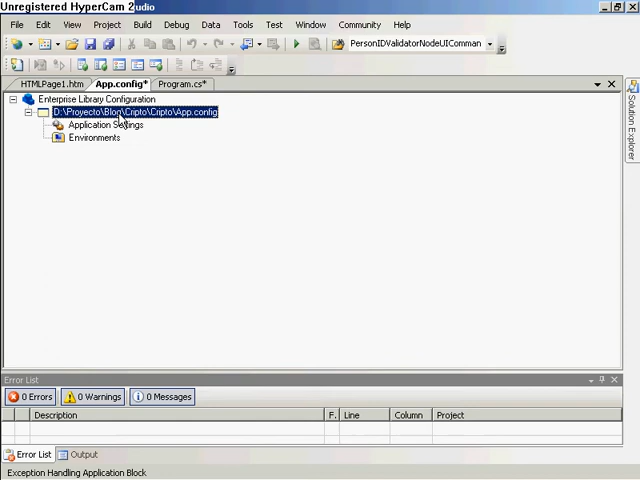 Unregistered HyperCam 2udio
File Edit View Project Build Debug Data Tools Test Window Community Help
PersonIDValidatorNodeUIComman
HTMLPage1.htm App.config* Program.cs*
Enterprise Library Configuration
D:\Proyecto\Blog\Cripto\Cripto\App.config
Application Settings
Environments
Solution Explorer
Error List
0 Errors 0 Warnings 0 Messages
Description F. Line Column Project
Error List Output
Exception Handling Application Block